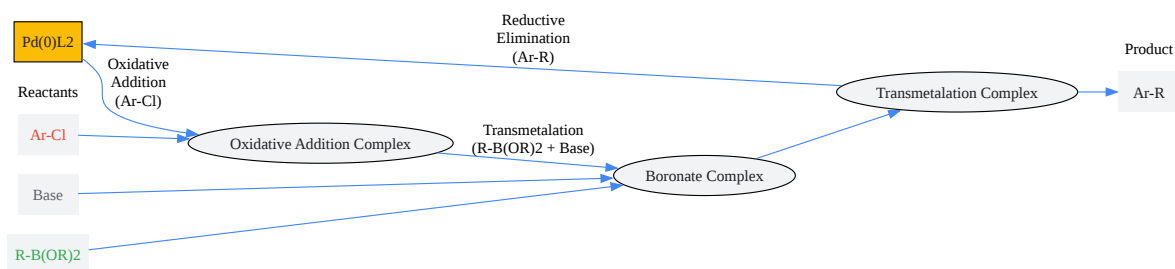 Pd(0)L2
Reductive
Elimination
(Ar-R)
Oxidative
Addition
(Ar-Cl)
Reactants
Ar-Cl
Base
R-B(OR)2
Oxidative Addition Complex
Transmetalation
(R-B(OR)2 + Base)
Boronate Complex
Transmetalation Complex
Product
Ar-R